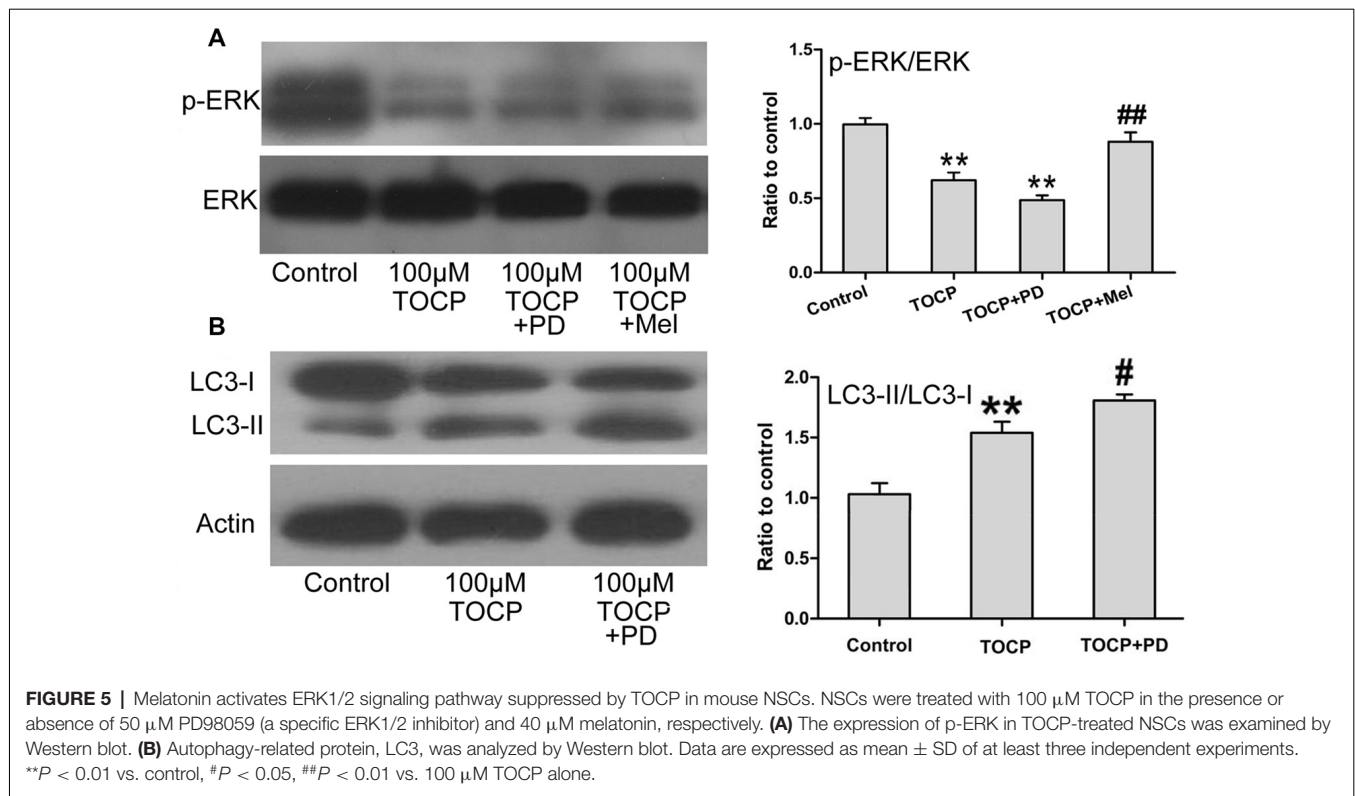 A
p-ERK
ERK
Control
100µM
TOCP
100µM
TOCP
+PD
100µM
TOCP
+Mel
p-ERK/ERK
Ratio to control
1.5
1.0
0.5
0.0
**
**
##
Control
TOCP
TOCP+PD
TOCP+Mel
B
LC3-I
LC3-II
Actin
Control
100µM
TOCP
100µM
TOCP
+PD
LC3-II/LC3-I
Ratio to control
2.0
1.5
1.0
0.5
0.0
**
#
Control
TOCP
TOCP+PD
FIGURE 5 | Melatonin activates ERK1/2 signaling pathway suppressed by TOCP in mouse NSCs. NSCs were treated with 100 µM TOCP in the presence or
absence of 50 µM PD98059 (a specific ERK1/2 inhibitor) and 40 µM melatonin, respectively. (A) The expression of p-ERK in TOCP-treated NSCs was examined by
Western blot. (B) Autophagy-related protein, LC3, was analyzed by Western blot. Data are expressed as mean ± SD of at least three independent experiments.
**P < 0.01 vs. control, #P < 0.05, ##P < 0.01 vs. 100 µM TOCP alone.